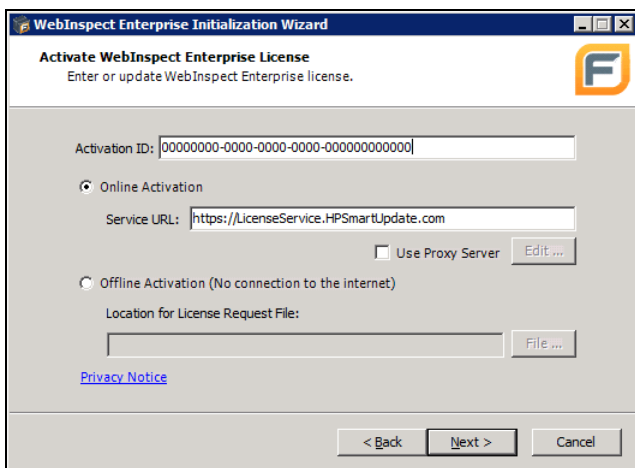 WebInspect Enterprise Initialization Wizard
Activate WebInspect Enterprise License
Enter or update WebInspect Enterprise license.
Activation ID: 00000000-0000-0000-0000-000000000000
Online Activation
Service URL: https://LicenseService.HPSmartUpdate.com
Use Proxy Server Edit ...
Offline Activation (No connection to the internet)
Location for License Request File:
File ...
Privacy Notice
< Back Next > Cancel